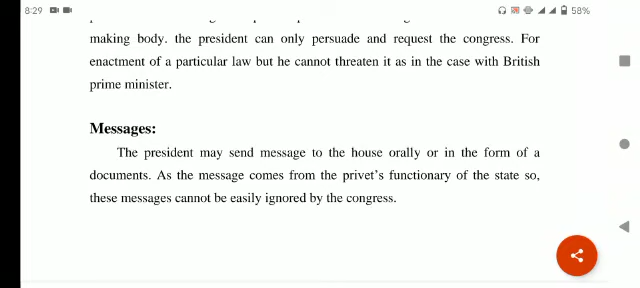 8:29
58%
making body. the president can only persuade and request the congress. For
enactment of a particular law but he cannot threaten it as in the case with British
prime minister.
Messages:
The president may send message to the house orally or in the form of a
documents. As the message comes from the privet's functionary of the state so,
these messages cannot be easily ignored by the congress.